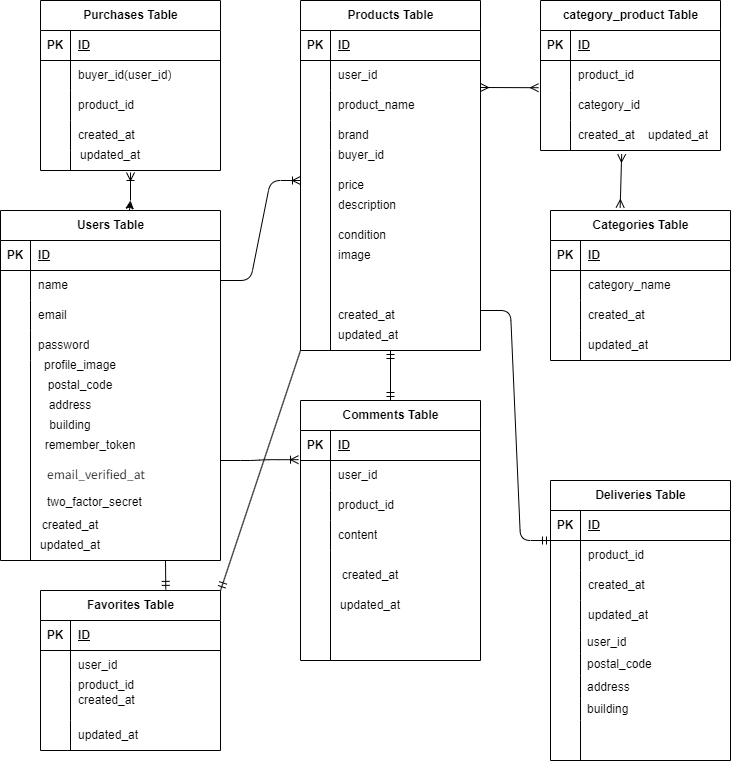 Purchases Table
PK ID
buyer_id(user_id)
product_id
created_at
updated_at
Products Table
PK ID
user_id
product_name
brand
buyer_id
price
description
condition
image
created_at
updated_at
category_product Table
PK ID
product_id
category_id
created_at updated_at
Users Table
PK ID
name
email
password
profile_image
postal_code
address
building
remember_token
email_verified_at
two_factor_secret
created_at
updated_at
Categories Table
PK ID
category_name
created_at
updated_at
Comments Table
PK ID
user_id
product_id
content
created_at
updated_at
Deliveries Table
PK ID
product_id
created_at
updated_at
user_id
postal_code
address
building
Favorites Table
PK ID
user_id
product_id
created_at
updated_at